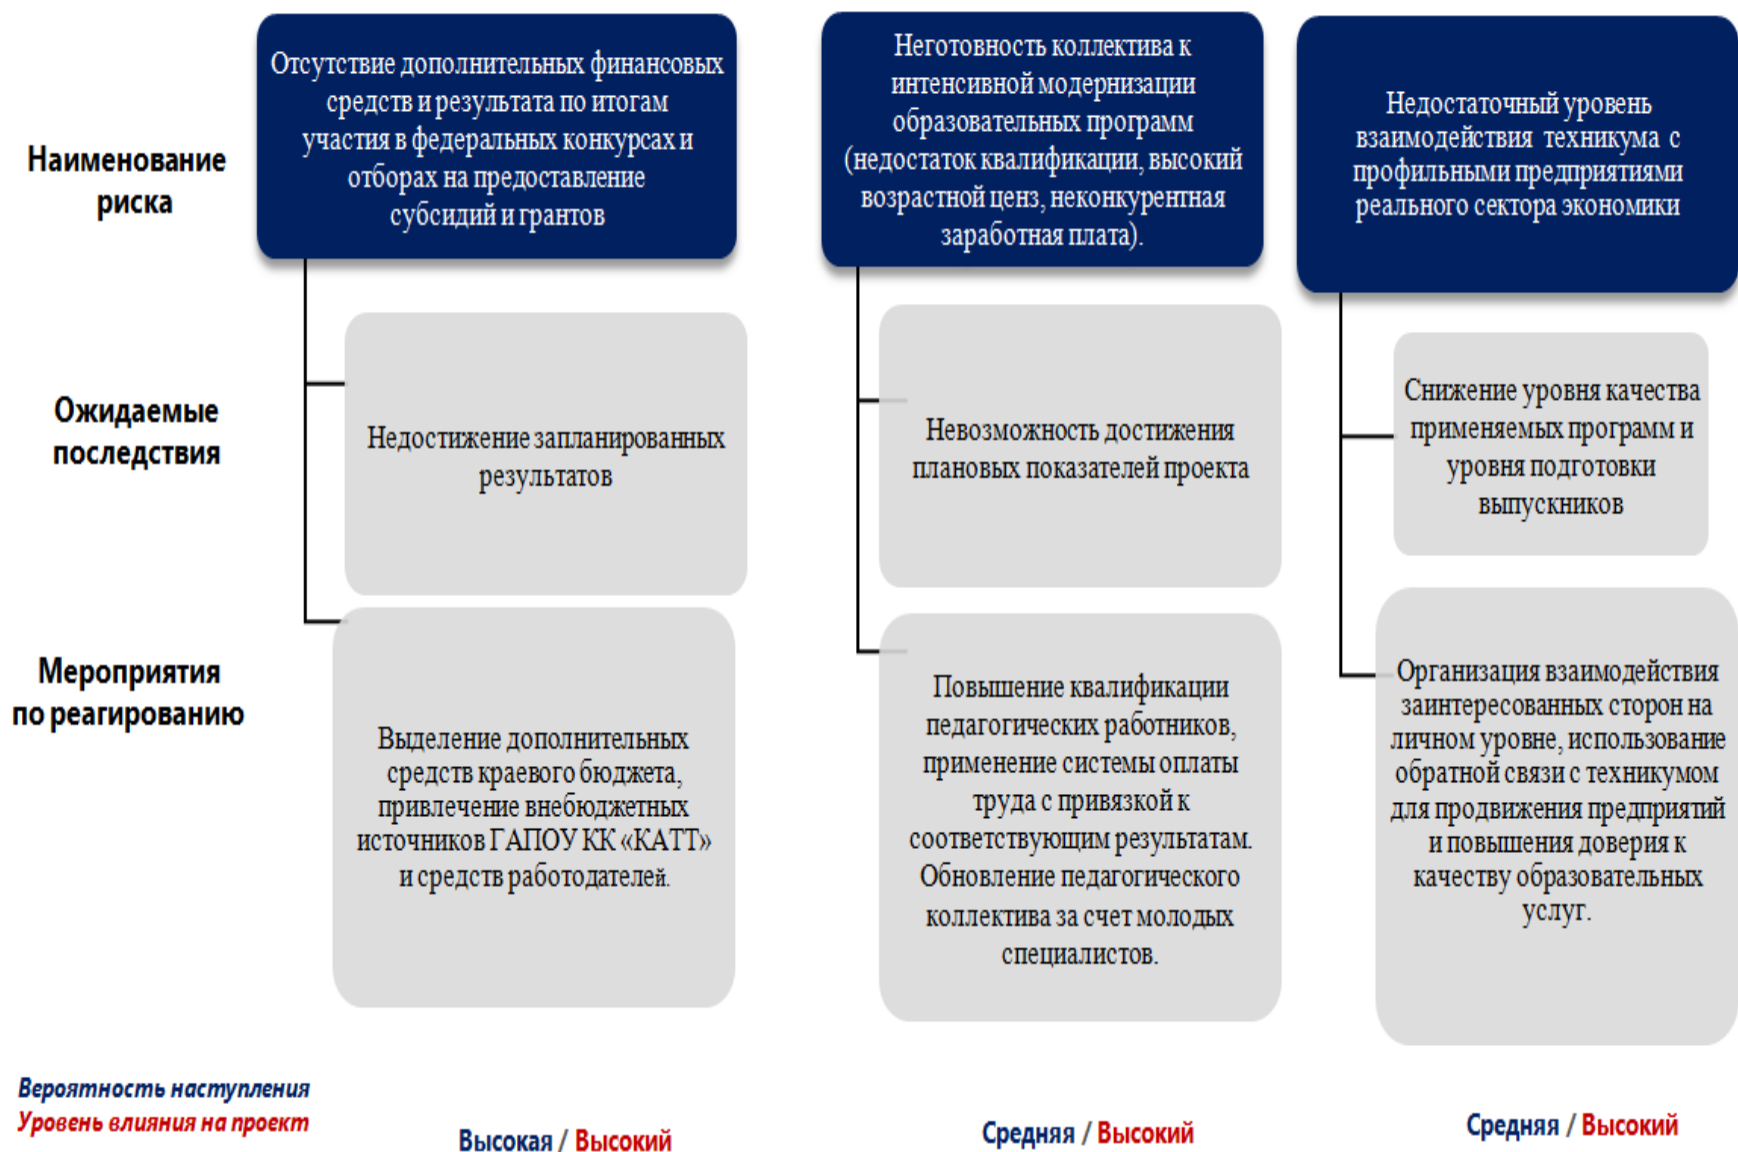 Наименование
риска
Отсутствие дополнительных финансовых
средств и результата по итогам
участия в федеральных конкурсах и
отборах на предоставление
субсидий и грантов
Неготовность коллектива к
интенсивной модернизации
образовательных программ
(недостаток квалификации, высокий
возрастной ценз, неконкурентная
заработная плата).
Недостаточный уровень
взаимодействия техникума с
профильными предприятиями
реального сектора экономики
Ожидаемые
последствия
Недостижение запланированных
результатов
Невозможность достижения
плановых показателей проекта
Снижение уровня качества
применяемых программ и
уровня подготовки
выпускников
Мероприятия
по реагированию
Выделение дополнительных
средств краевого бюджета,
привлечение внебюджетных
источников ГАПОУ КК «КАТТ»
и средств работодателей.
Повышение квалификации
педагогических работников,
применение системы оплаты
труда с привязкой к
соответствующим результатам.
Обновление педагогического
коллектива за счет молодых
специалистов.
Организация взаимодействия
заинтересованных сторон на
личном уровне, использование
обратной связи с техникумом
для продвижения предприятий
и повышения доверия к
качеству образовательных
услуг.
Вероятность наступления
Уровень влияния на проект
Высокая / Высокий
Средняя / Высокий
Средняя / Высокий